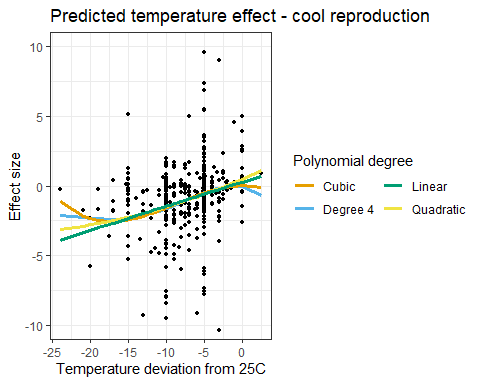 Predicted temperature effect - cool reproduction
10
5
0
-5
-10
Effect size
-25
-20
-15
-10
-5
0
Temperature deviation from 25C
Polynomial degree
Cubic
Linear
Degree 4
Quadratic